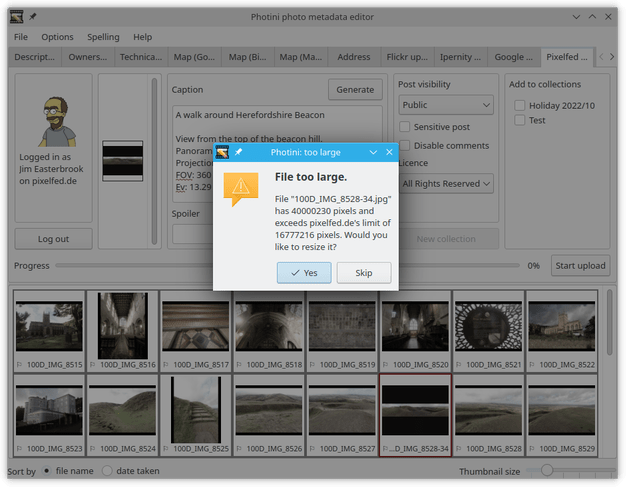 Photini photo metadata editor
File Options Spelling Help
Descript... Owners... Technica... Map (Go... Map (Bi... Map (Ma... Address Flickr up... Ipernity ... Google ... Pixelfed ...
Logged in as
Jim Easterbrook
on pixelfed.de
Log out
Caption
Generate
A walk around Herefordshire Beacon
View from the top of the beacon hill.
Panoram
Projectio
FOV: 360
Ev: 13.29
Spoiler
Post visibility
Public
Sensitive post
Disable comments
Licence
All Rights Reserved
New collection
Add to collections
Holiday 2022/10
Test
Photini: too large
File too large.
File "100D_IMG_8528-34.jpg"
has 40000230 pixels and
exceeds pixelfed.de's limit of
16777216 pixels. Would you
like to resize it?
Yes Skip
Progress 0% Start upload
100D_IMG_8515 100D_IMG_8516 100D_IMG_8517 100D_IMG_8518 100D_IMG_8519 100D_IMG_8520 100D_IMG_8521 100D_IMG_8522
100D_IMG_8523 100D_IMG_8524 100D_IMG_8525 100D_IMG_8526 100D_IMG_8527 ...D_IMG_8528-34 100D_IMG_8528 100D_IMG_8529
Sort by file name date taken Thumbnail size